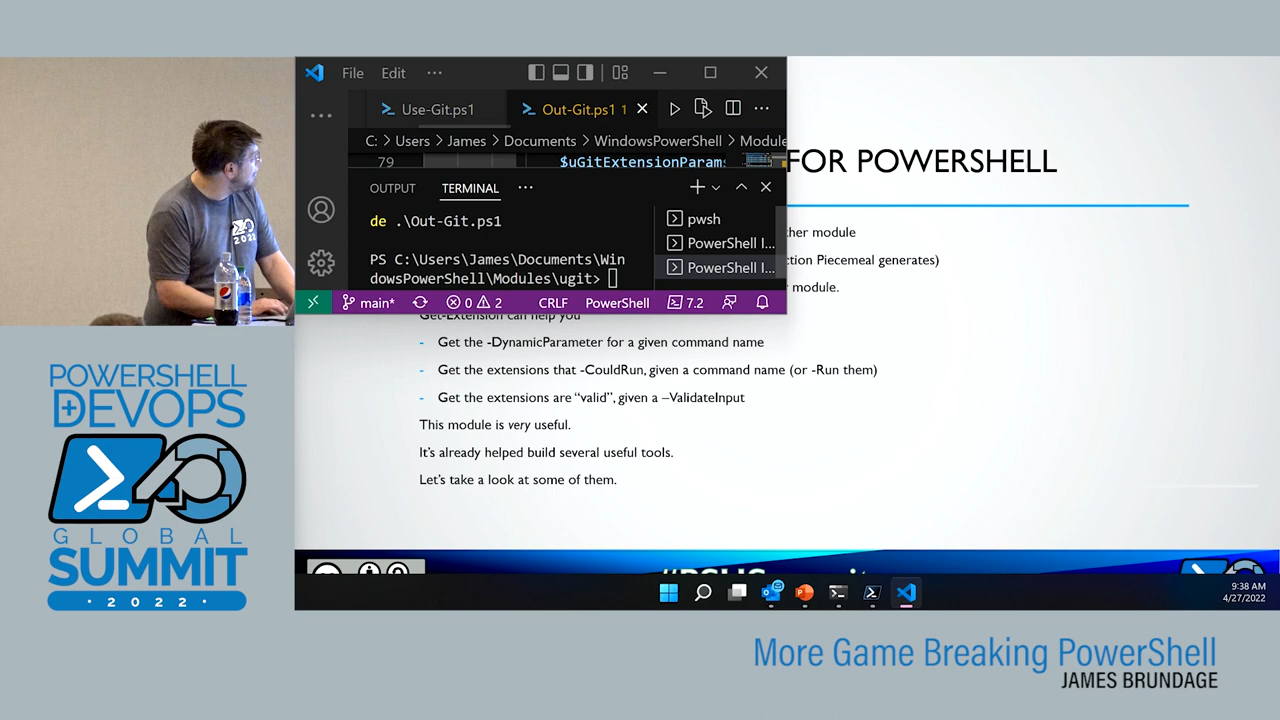 File Edit ...
Use-Git.ps1 Out-Git.ps1 1
C: > Users > James > Documents > WindowsPowerShell > Module
79 $uGitExtensionParam
OUTPUT TERMINAL ...
de .\Out-Git.ps1
PS C:\Users\James\Documents\Win
dowsPowerShell\Modules\ugit>
pwsh
PowerShell I...
PowerShell I...
main* 0 2 CRLF PowerShell 7.2
FOR POWERSHELL
ther module
ction Piecemeal generates)
module.
Get-Extension can help you
- Get the -DynamicParameter for a given command name
- Get the extensions that -CouldRun, given a command name (or -Run them)
- Get the extensions are “valid”, given a –ValidateInput
This module is very useful.
It’s already helped build several useful tools.
Let’s take a look at some of them.
9:38 AM
4/27/2022
2022
POWERSHELL
DEVOPS
GLOBAL
SUMMIT
· 2022 ·
More Game Breaking PowerShell
JAMES BRUNDAGE